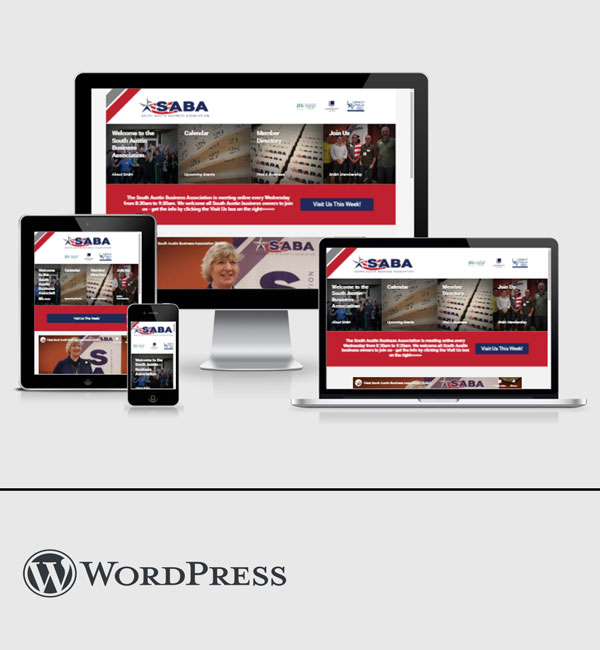 SABA
SOUTH AUSTIN BUSINESS ASSOCIATION
Welcome to the
South Austin
Business
Association
About SABA
Calendar
Upcoming Events
Member
Directory
Find A Business
Join Us
SABA Membership
The South Austin Business Association is meeting online every Wednesday
from 8:20am to 9:30am. We welcome all South Austin business owners to join
us - get the info by clicking the Visit Us box on the right
Visit Us This Week!
SABA
SABA
Welcome
to the
South
Austin
Business
Calendar
Member
Directory
Join Us
Visit Us This Week!
SABA
Welcome to the
South Austin
Business
Association
SABA
Welcome to the
South Austin
Business
Association
About SABA
Calendar
Upcoming Events
Member
Directory
Find A Business
Join Us
SABA Membership
The South Austin Business Association is meeting online every
Wednesday from 8:20am to 9:30am. We welcome all South Austin
business owners to join us - get the info by clicking the Visit Us box on
the right
Visit Us This Week!
SABA
WORDPRESS